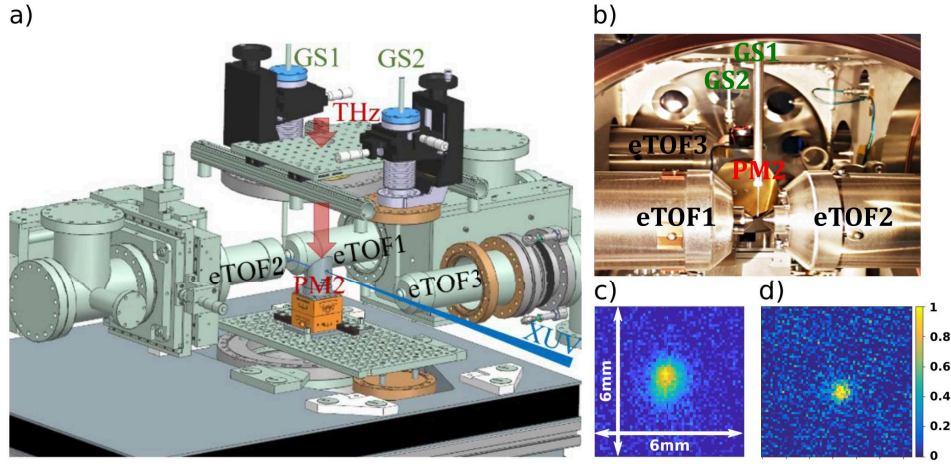 a)
GS1
GS2
THz
eTOF2
eTOF1
eTOF3
PM2
XUV
b)
GS1
GS2
eTOF3
PM2
eTOF1
eTOF2
c)
6mm
6mm
d)
1
0.8
0.6
0.4
0.2
0